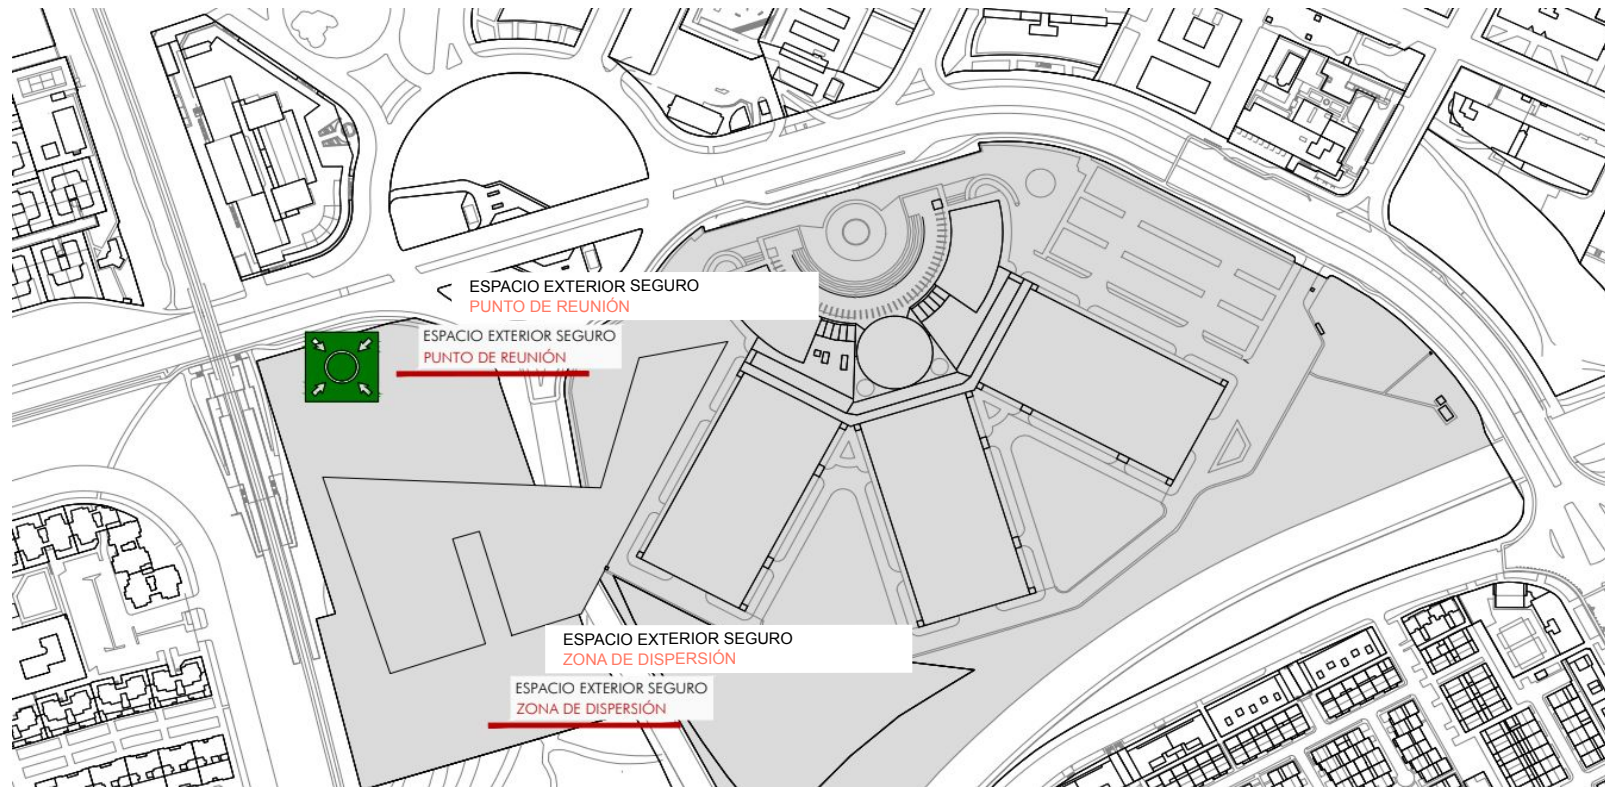 ESPACIO EXTERIOR SEGURO
PUNTO DE REUNIÓN
ESPACIO EXTERIOR SEGURO
PUNTO DE REUNIÓN
ESPACIO EXTERIOR SEGURO
ZONA DE DISPERSIÓN
ESPACIO EXTERIOR SEGURO
ZONA DE DISPERSIÓN